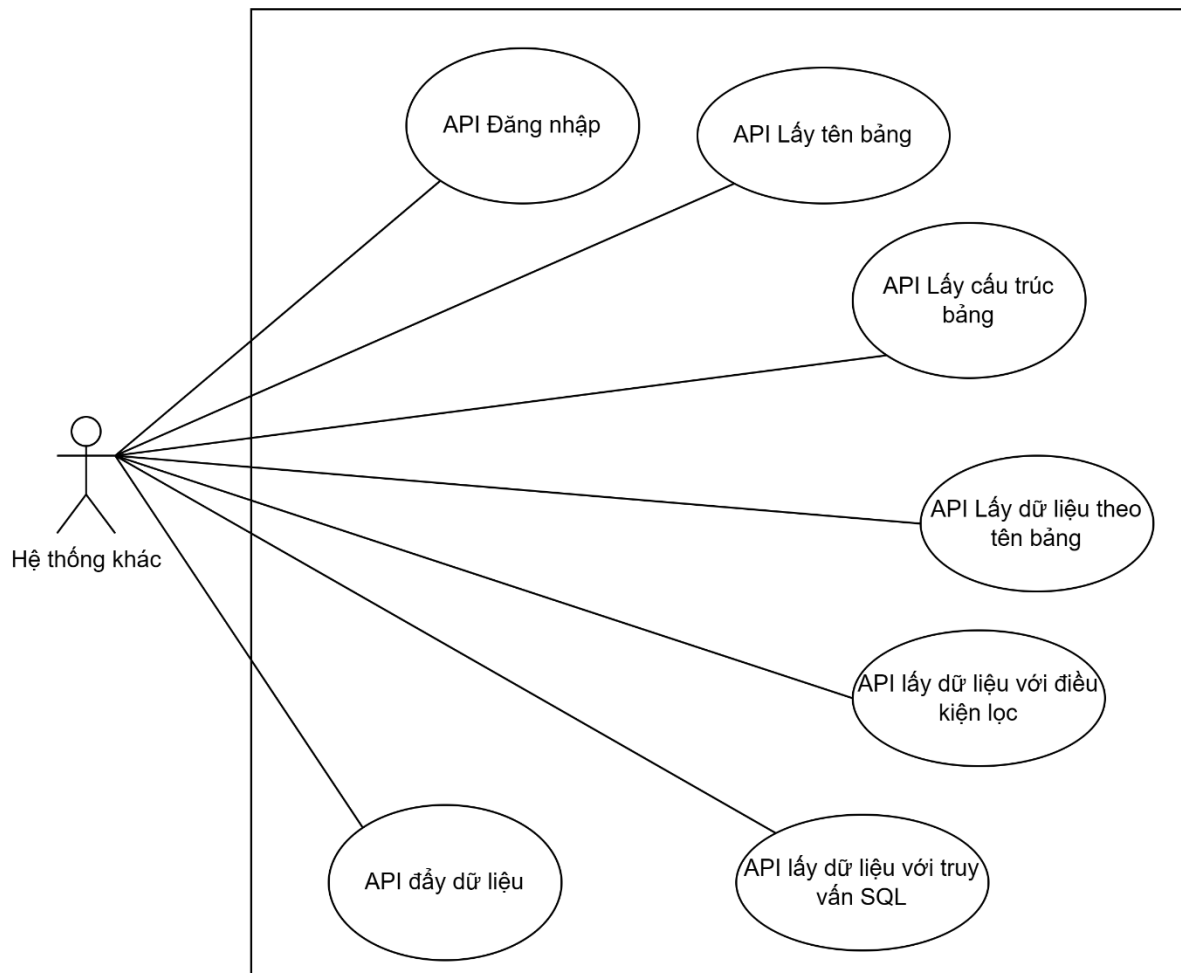 API Đăng nhập
API Lấy tên bảng
API Lấy cấu trúc
bảng
API Lấy dữ liệu theo
tên bảng
Hệ thống khác
API lấy dữ liệu với điều
kiện lọc
API đẩy dữ liệu
API lấy dữ liệu với truy
vấn SQL